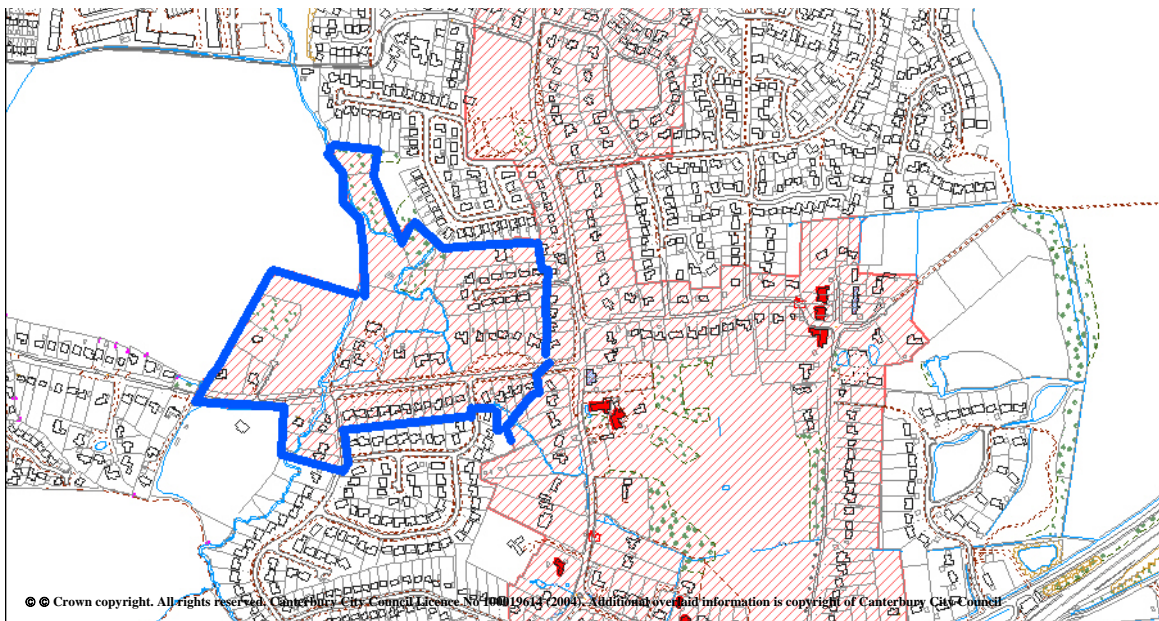 © © Crown copyright. All rights reserved. Canterbury City Council Licence No 100019614 (2004). Additional overlaid information is copyright of Canterbury City Council